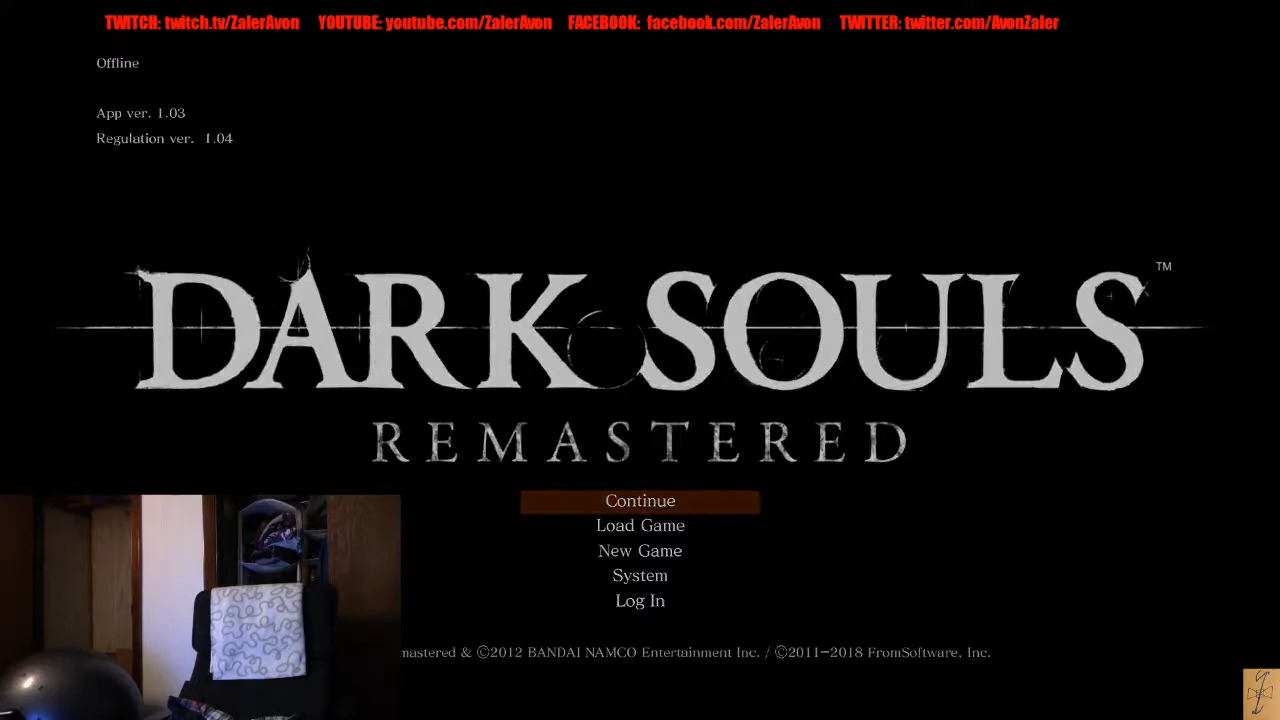 TWITCH: twitch.tv/ZalerAvon YOUTUBE: youtube.com/ZalerAvon FACEBOOK: facebook.com/ZalerAvon TWITTER: twitter.com/AvonZaler
Offline
App ver. 1.03
Regulation ver. 1.04
DARK SOULS™
REMASTERED
Continue
Load Game
New Game
System
Log In
mastered & ©2012 BANDAI NAMCO Entertainment Inc. / ©2011-2018 FromSoftware, Inc.